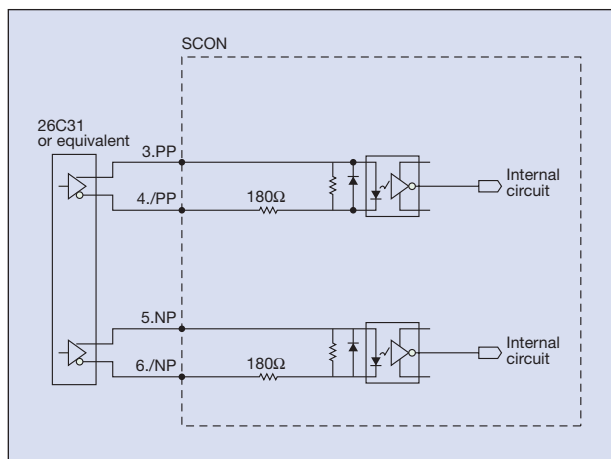 SCON
26C31
or equivalent
3.PP
4./PP
180Ω
Internal
circuit
5.NP
6./NP
180Ω
Internal
circuit